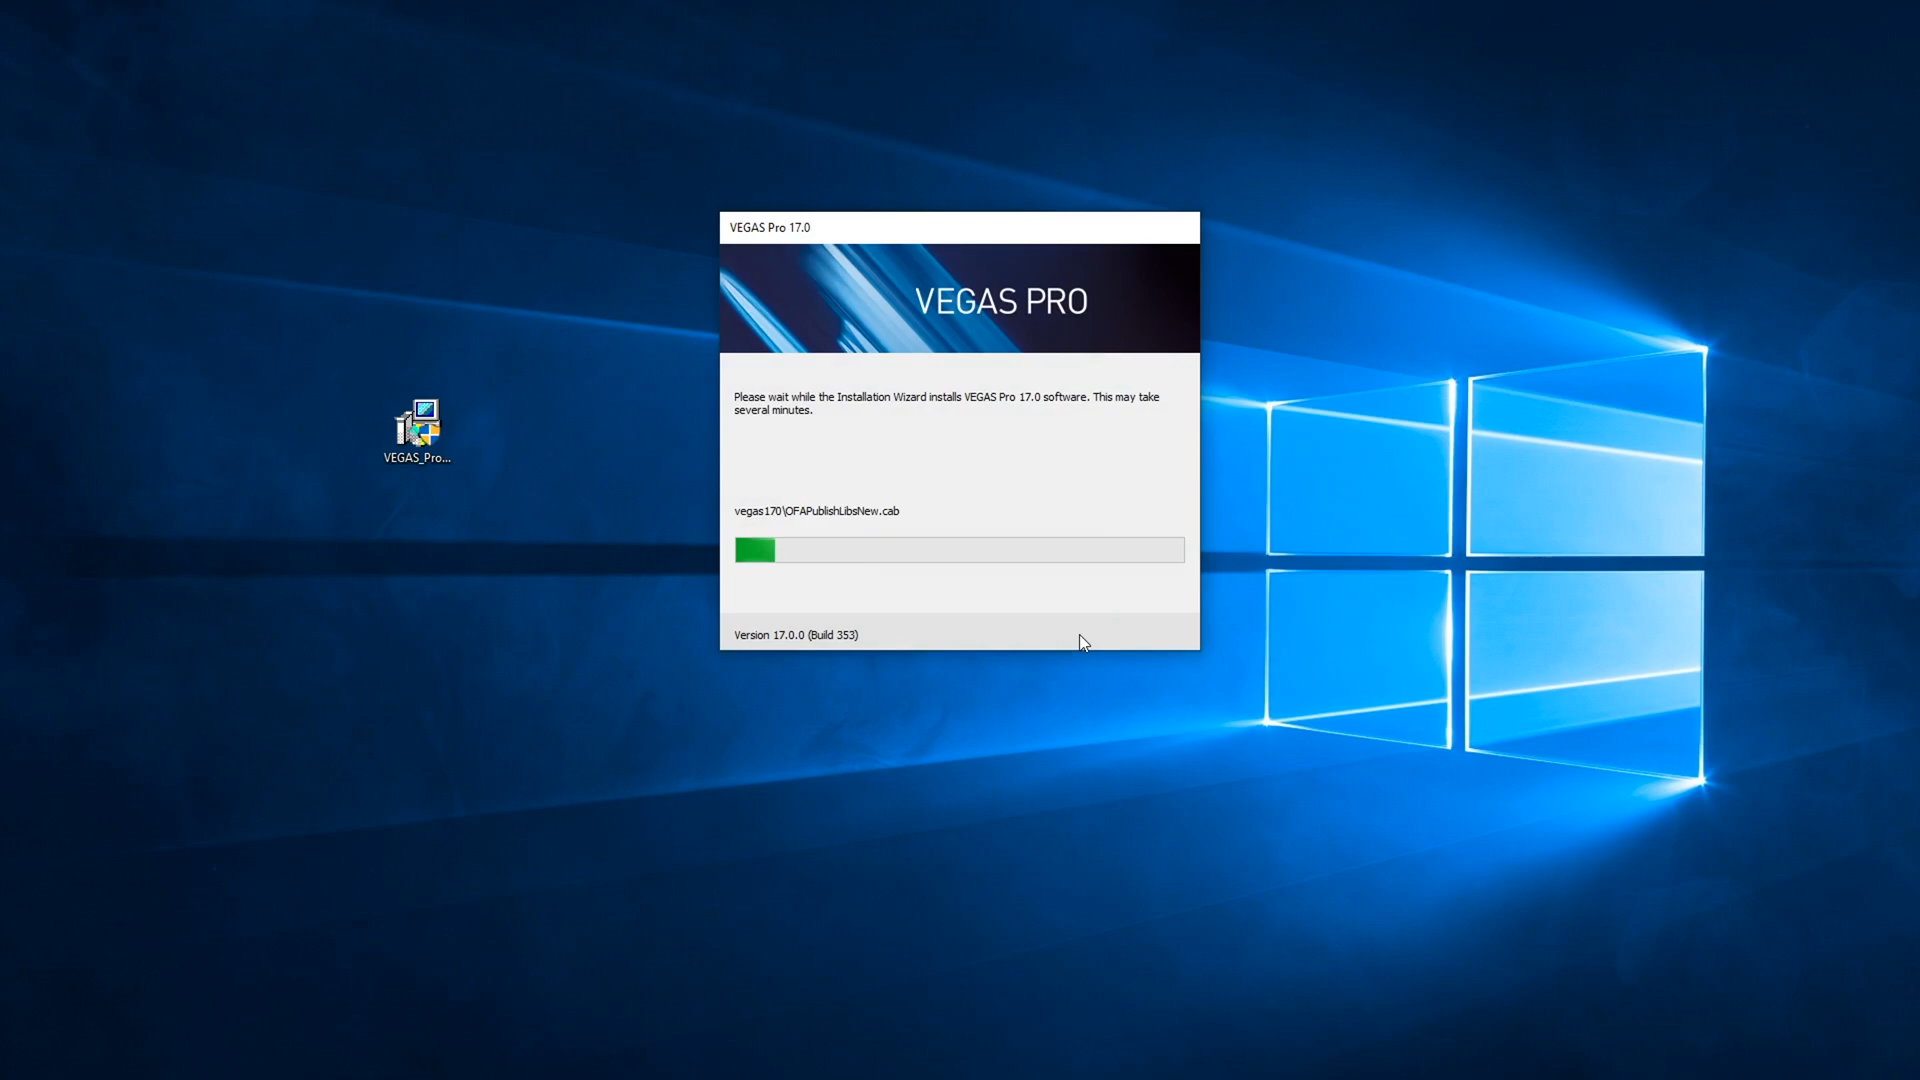 VEGAS Pro 17.0
VEGAS PRO
Please wait while the Installation Wizard installs VEGAS Pro 17.0 software. This may take
several minutes.
VEGAS_Pro...
vegas170\OFAPublishLibsNew.cab
Version 17.0.0 (Build 353)